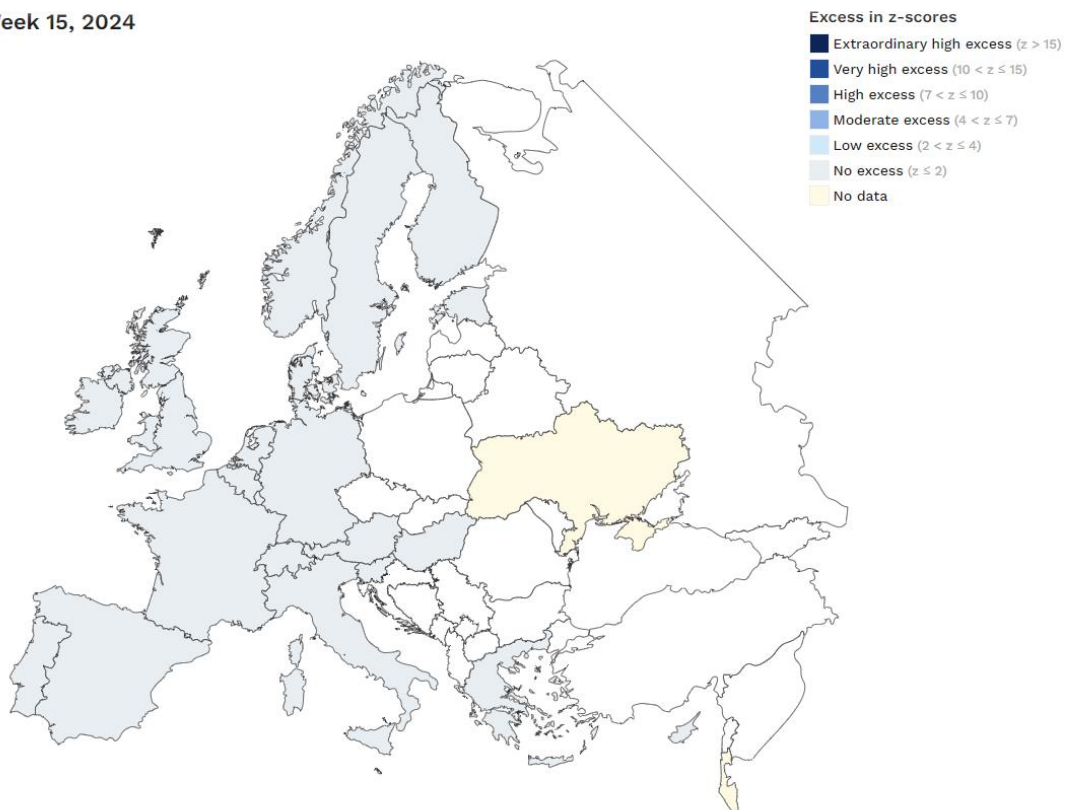 eek 15, 2024
Excess in z-scores
Extraordinary high excess (z > 15)
Very high excess (10 < z ≤ 15)
High excess (7 < z ≤ 10)
Moderate excess (4 < z ≤ 7)
Low excess (2 < z ≤ 4)
No excess (z ≤ 2)
No data